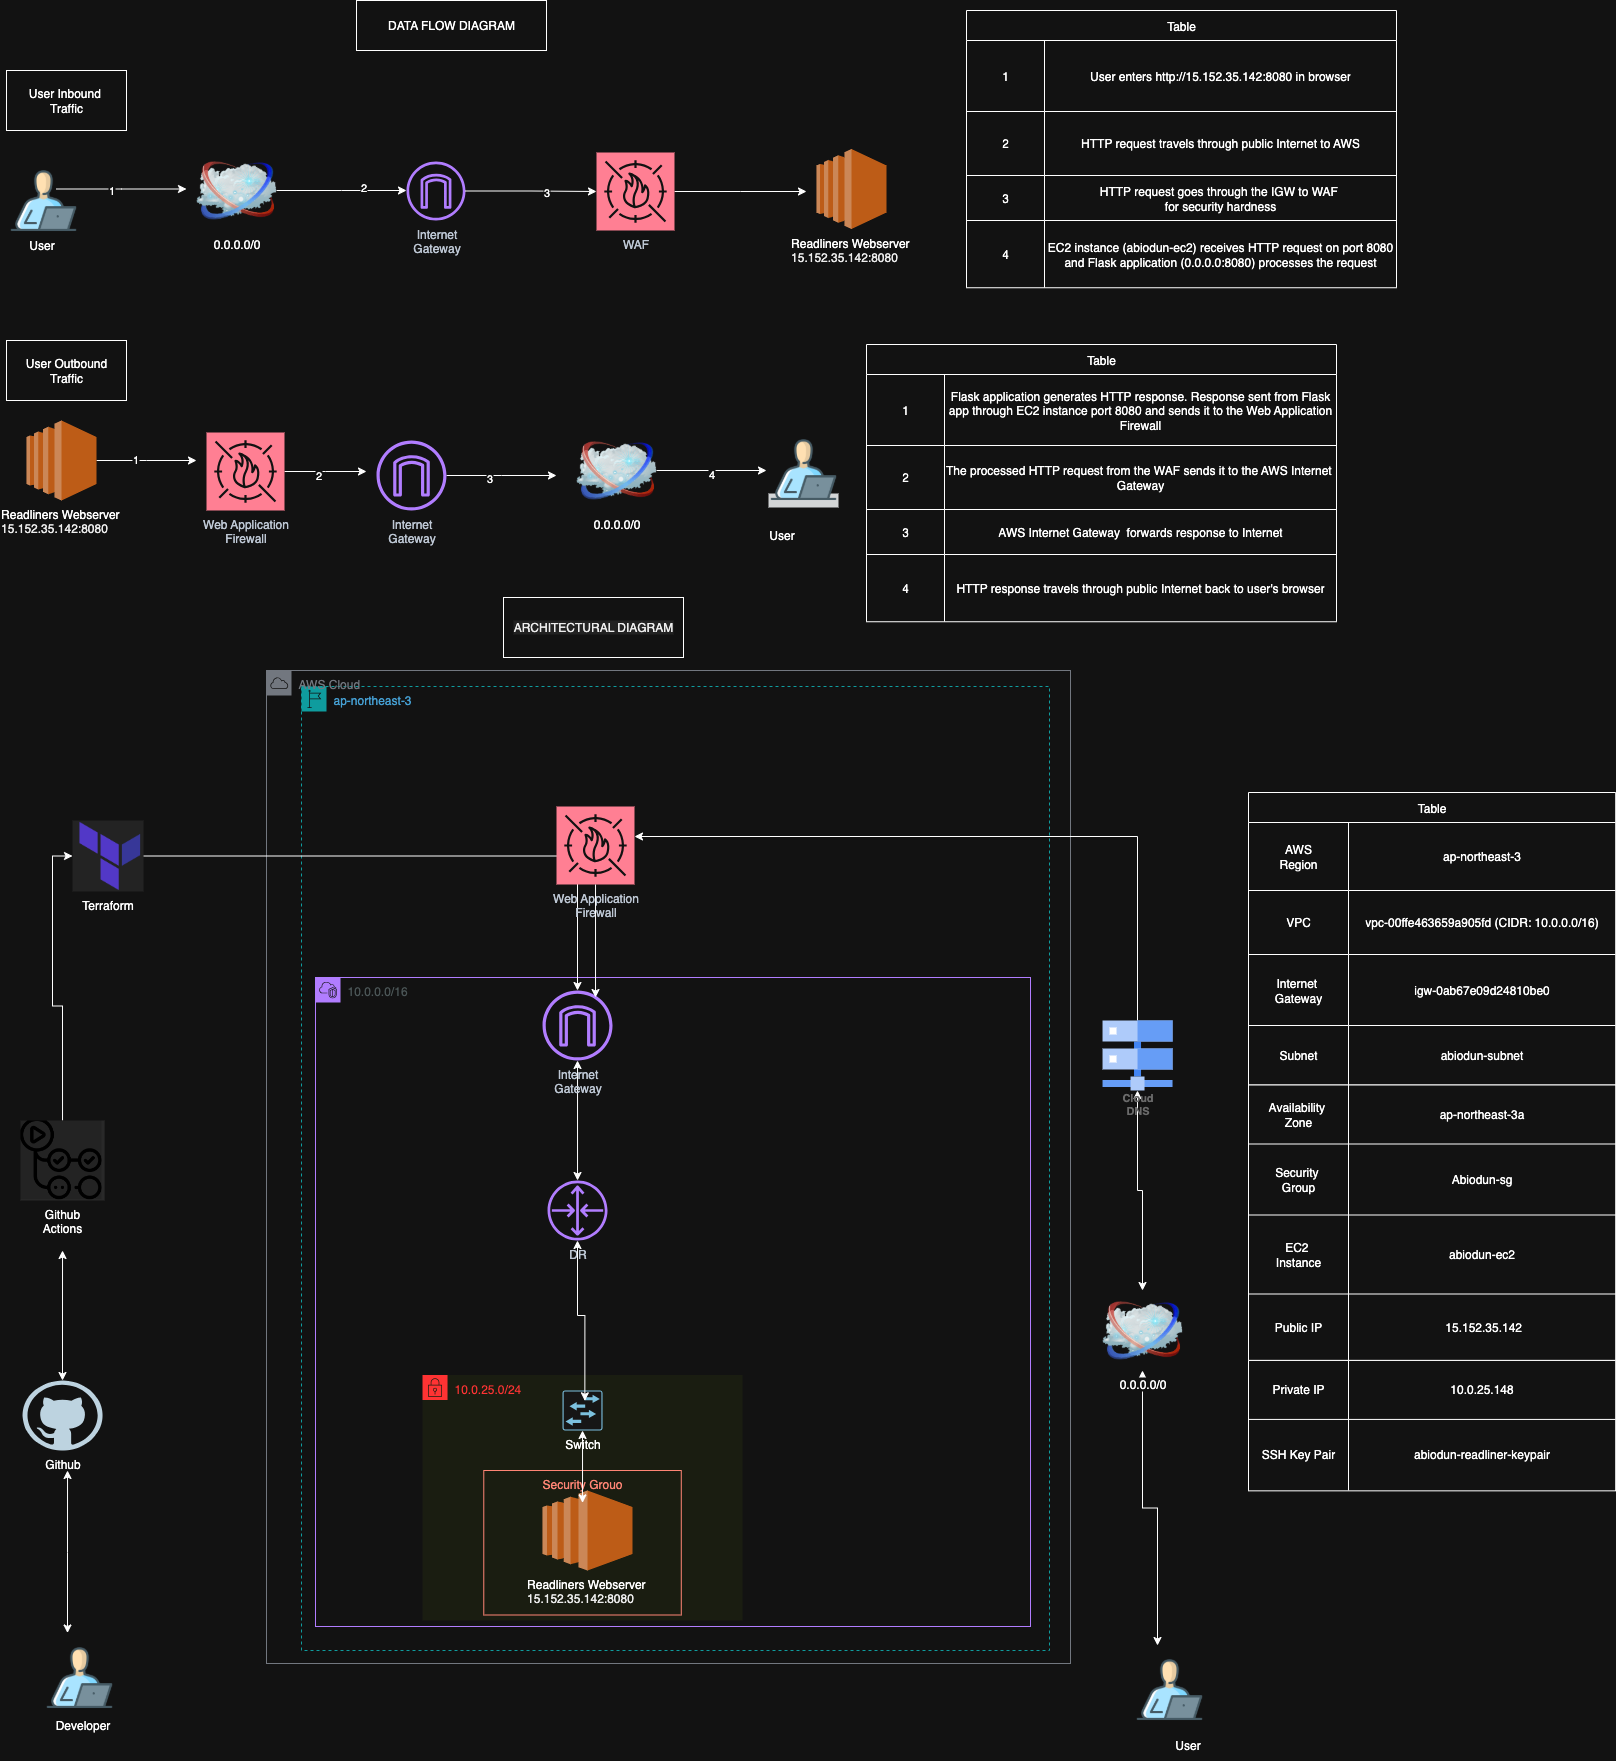 DATA FLOW DIAGRAM
User Inbound
Traffic
1
2
3
User
0.0.0.0/0
Internet
Gateway
WAF
Readliners Webserver
15.152.35.142:8080
Table
1
User enters http://15.152.35.142:8080 in browser
2
HTTP request travels through public Internet to AWS
3
HTTP request goes through the IGW to WAF
for security hardness
4
EC2 instance (abiodun-ec2) receives HTTP request on port 8080
and Flask application (0.0.0.0:8080) processes the request
User Outbound
Traffic
1
2
3
4
Readliners Webserver
15.152.35.142:8080
Web Application
Firewall
Internet
Gateway
0.0.0.0/0
User
Table
1
Flask application generates HTTP response. Response sent from Flask
app through EC2 instance port 8080 and sends it to the Web Application
Firewall
2
The processed HTTP request from the WAF sends it to the AWS Internet
Gateway
3
AWS Internet Gateway forwards response to Internet
4
HTTP response travels through public Internet back to user's browser
ARCHITECTURAL DIAGRAM
AWS Cloud
ap-northeast-3
Terraform
Web Application
Firewall
10.0.0.0/16
Internet
Gateway
DR
10.0.25.0/24
Switch
Security Grouo
Readliners Webserver
15.152.35.142:8080
Github
Actions
Github
Developer
Cloud
DNS
0.0.0.0/0
User
Table
AWS
Region
ap-northeast-3
VPC
vpc-00ffe463659a905fd (CIDR: 10.0.0.0/16)
Internet
Gateway
igw-0ab67e09d24810be0
Subnet
abiodun-subnet
Availability
Zone
ap-northeast-3a
Security
Group
Abiodun-sg
EC2
Instance
abiodun-ec2
Public IP
15.152.35.142
Private IP
10.0.25.148
SSH Key Pair
abiodun-readliner-keypair